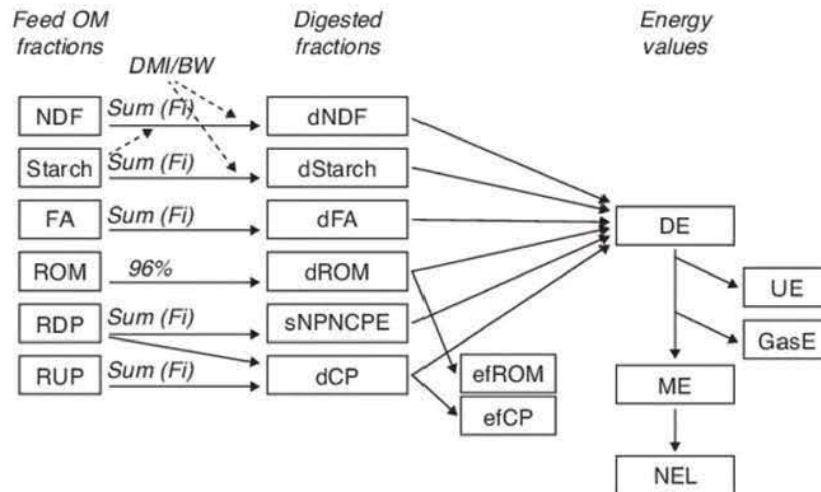 Feed OM
fractions
Digested
fractions
Energy
values
DMI/BW
NDF
Sum (Fi)
dNDF
Starch
Sum (Fi)
dStarch
FA
Sum (Fi)
dFA
DE
ROM
96%
dROM
UE
RDP
Sum (Fi)
sNPNCPE
GasE
RUP
Sum (Fi)
dCP
efROM
ME
efCP
NEL